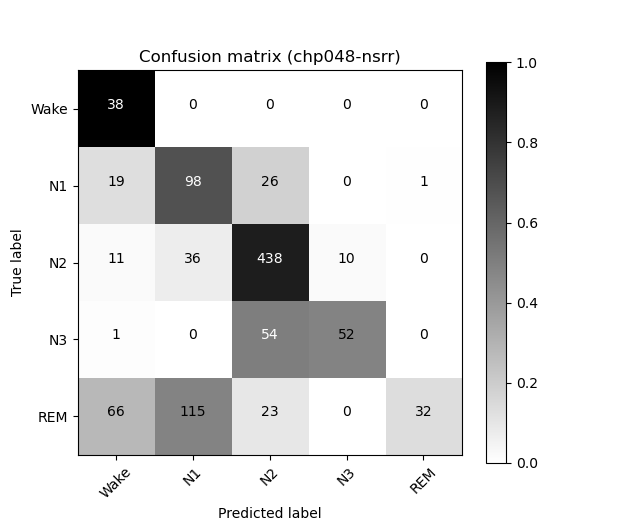 Confusion matrix (chp048-nsrr)
True label
Wake 38 0 0 0 0
N1 19 98 26 0 1
N2 11 36 438 10 0
N3 1 0 54 52 0
REM 66 115 23 0 32
Wake N1 N2 N3 REM
Predicted label
1.0
0.8
0.6
0.4
0.2
0.0